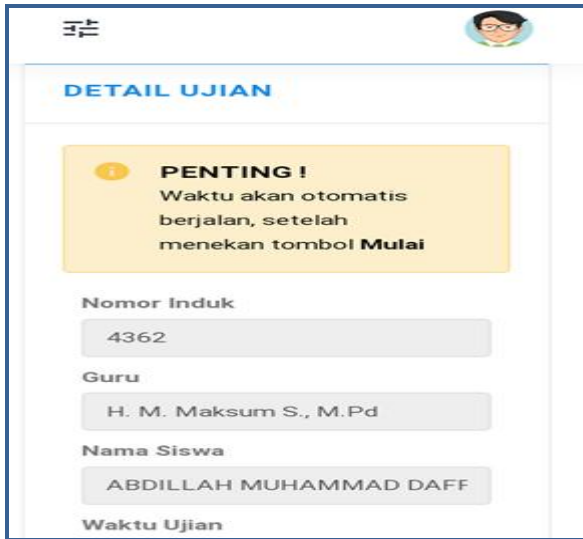 DETAIL UJIAN
PENTING !
Waktu akan otomatis
berjalan, setelah
menekan tombol Mulai
Nomor Induk
4362
Guru
H. M. Maksum S., M.Pd
Nama Siswa
ABDILLAH MUHAMMAD DAFF
Waktu Ujian